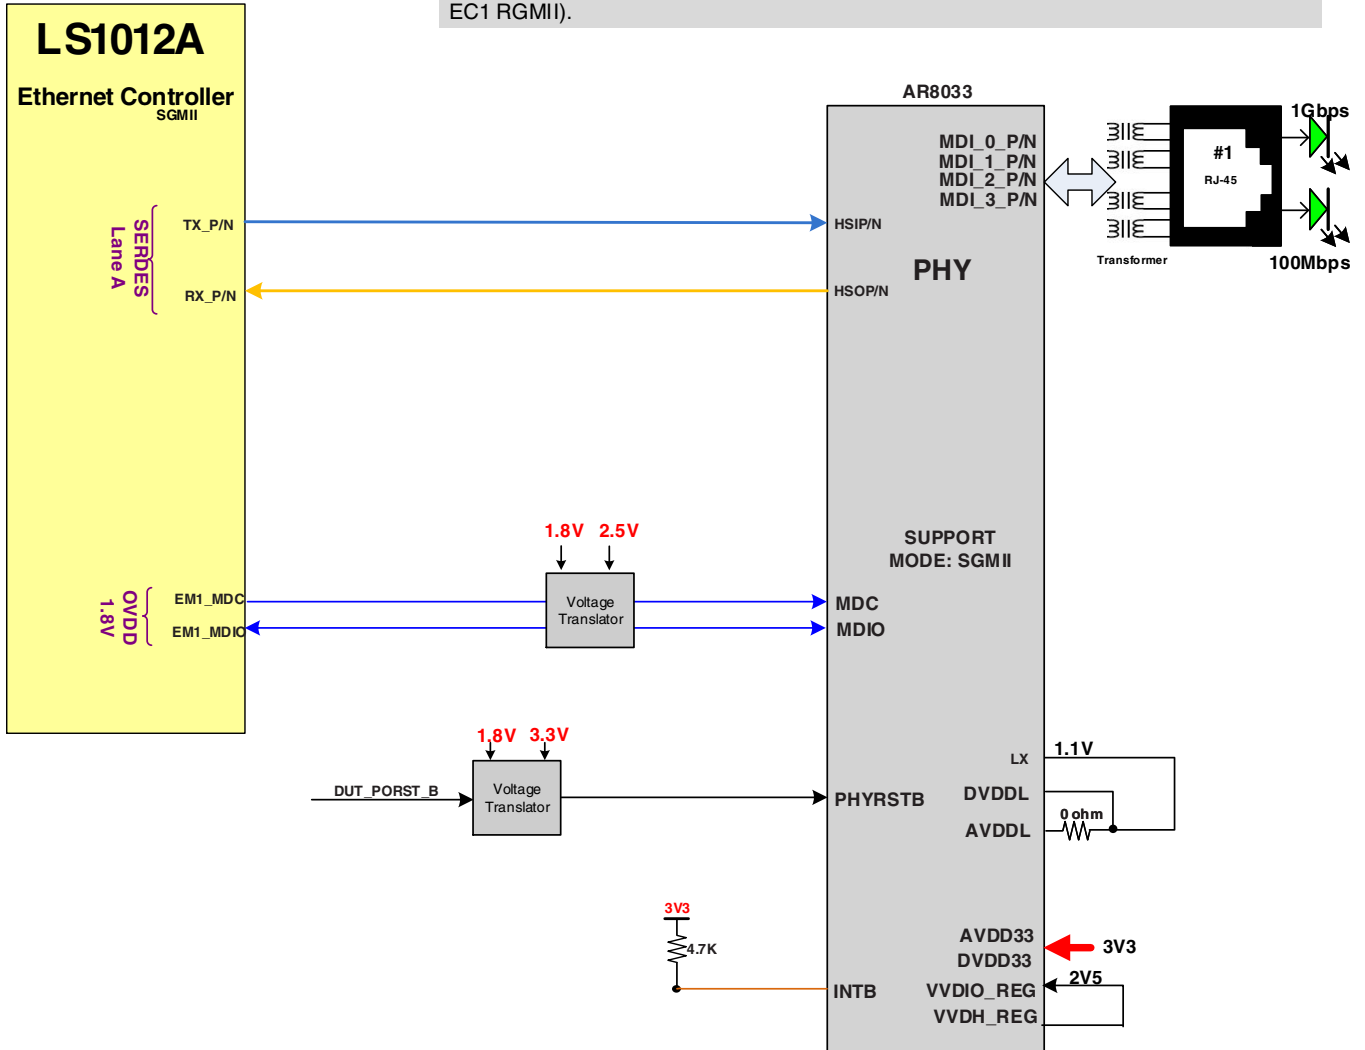 EC1 RGMII).
LS1012A
Ethernet Controller
SGMII
AR8033
1Gbps
MDI_0_P/N
MDI_1_P/N
MDI_2_P/N
MDI_3_P/N
#1
RJ-45
TX_P/N
SERDES
Lane A
HSIP/N
Transformer
100Mbps
PHY
RX_P/N
HSOP/N
1.8V 2.5V
SUPPORT
MODE: SGMII
EM1_MDC
OVDD
1.8V
Voltage
Translator
MDC
EM1_MDIO
MDIO
1.8V 3.3V
LX
1.1V
DUT_PORST_B
Voltage
Translator
PHYRSTB
DVDDL
0 ohm
AVDDL
3V3
4.7K
AVDD33
3V3
DVDD33
2V5
INTB
VVDIO_REG
VVDH_REG